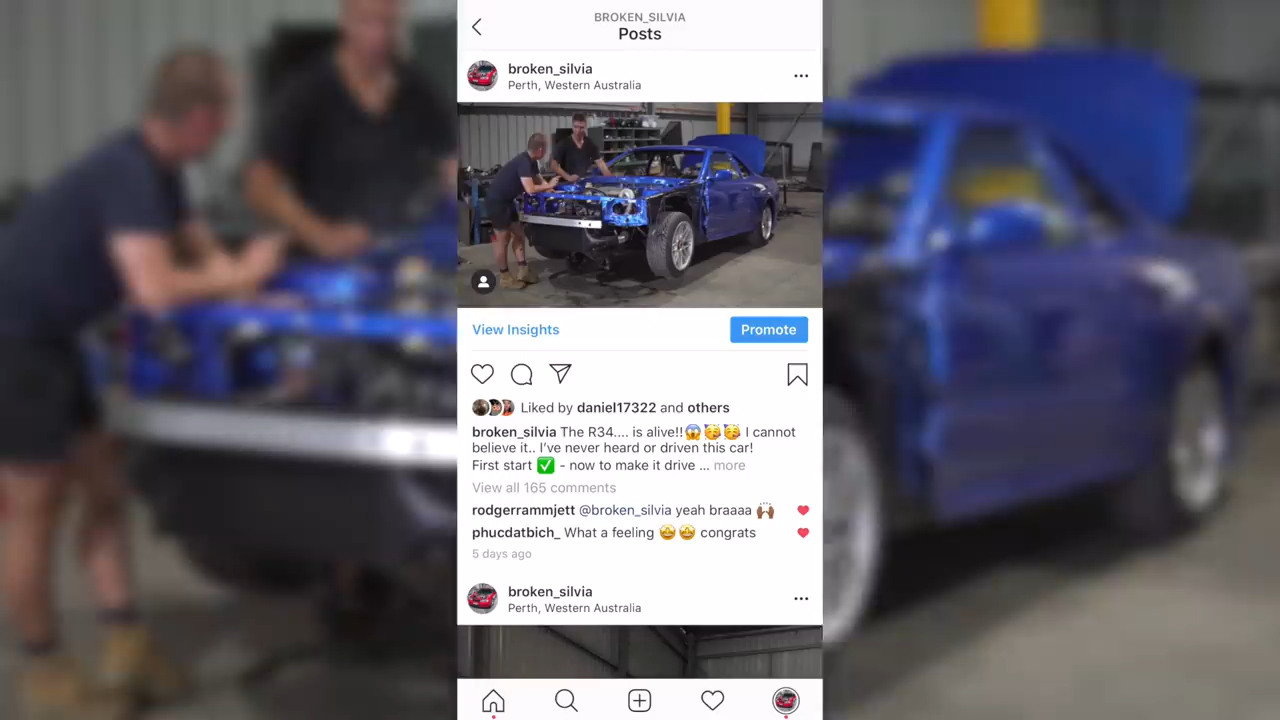 BROKEN_SILVIA
Posts
broken_silvia
Perth, Western Australia
View Insights
Promote
Liked by daniel17322 and others
broken_silvia The R34.... is alive!!😱🥳🥳 I cannot
believe it.. I've never heard or driven this car!
First start ✅ - now to make it drive ... more
View all 165 comments
rodgerrammjett @broken_silvia yeah braaaa 🙌🏾
phucdatbich_ What a feeling 🤩🤩 congrats
5 days ago
broken_silvia
Perth, Western Australia